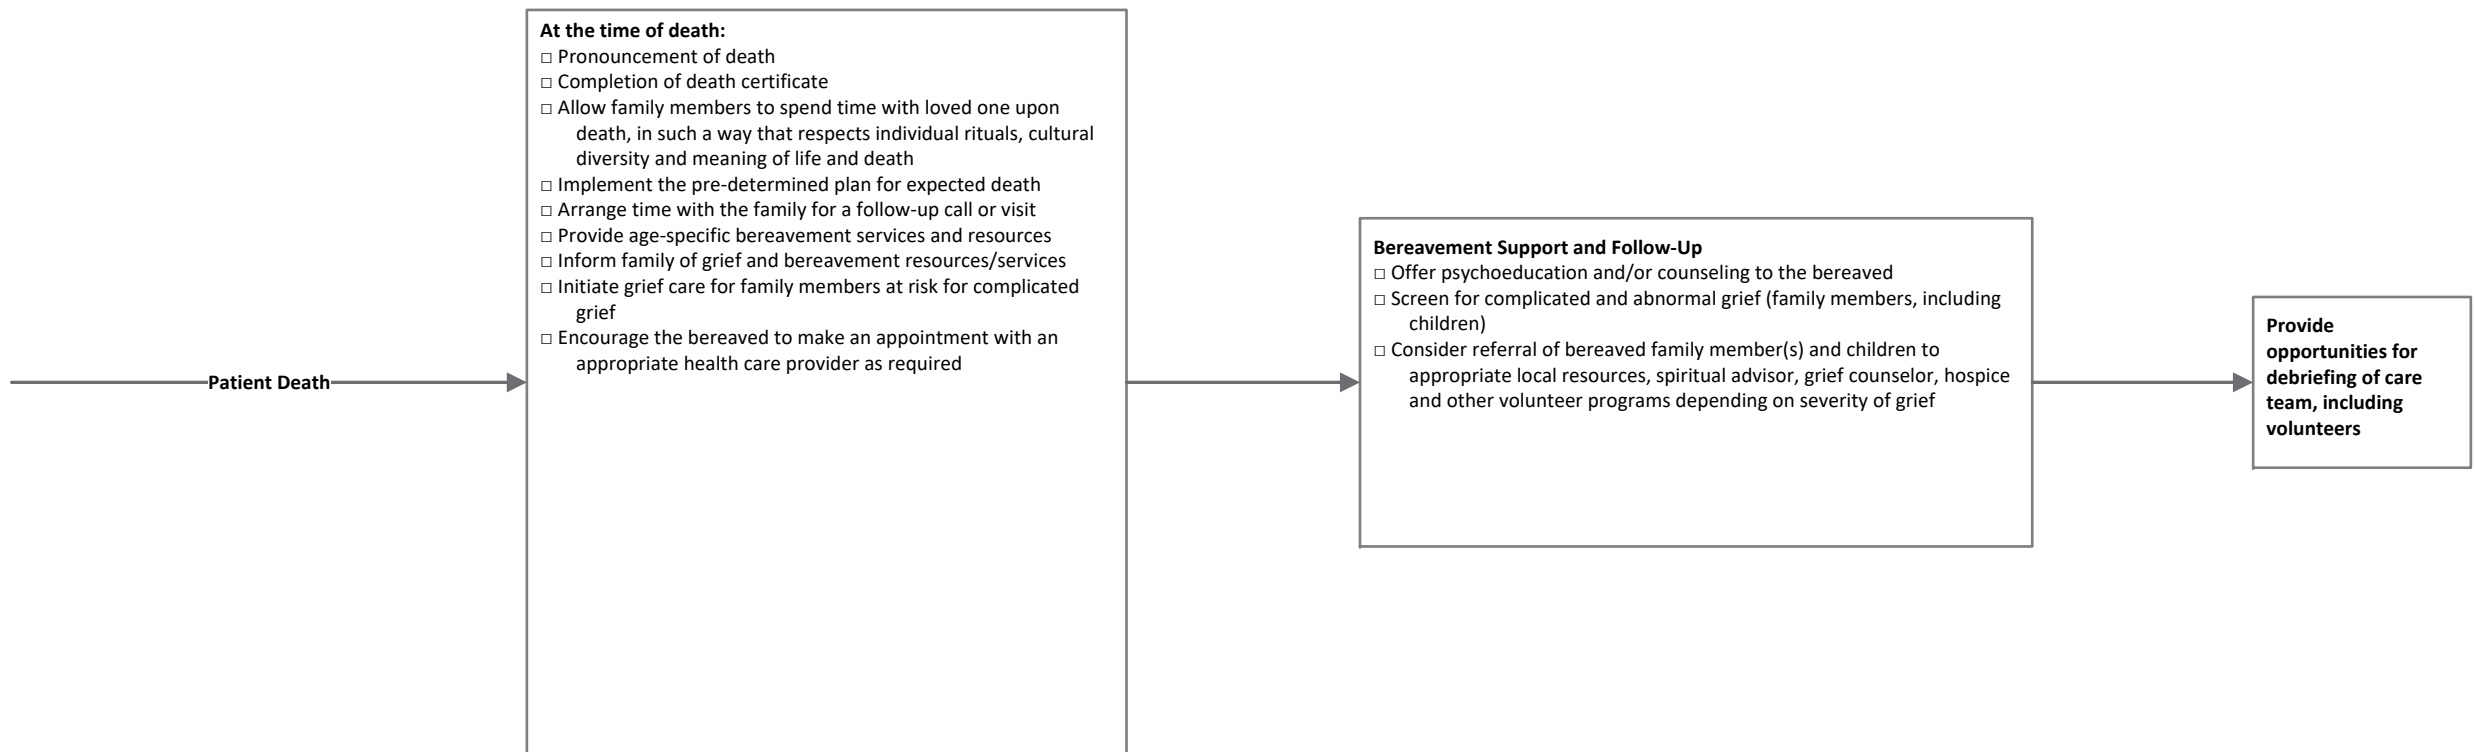 Patient Death
At the time of death:
□ Pronouncement of death
□ Completion of death certificate
□ Allow family members to spend time with loved one upon
death, in such a way that respects individual rituals, cultural
diversity and meaning of life and death
□ Implement the pre-determined plan for expected death
□ Arrange time with the family for a follow-up call or visit
□ Provide age-specific bereavement services and resources
□ Inform family of grief and bereavement resources/services
□ Initiate grief care for family members at risk for complicated
grief
□ Encourage the bereaved to make an appointment with an
appropriate health care provider as required
Bereavement Support and Follow-Up
□ Offer psychoeducation and/or counseling to the bereaved
□ Screen for complicated and abnormal grief (family members, including
children)
□ Consider referral of bereaved family member(s) and children to
appropriate local resources, spiritual advisor, grief counselor, hospice
and other volunteer programs depending on severity of grief
Provide
opportunities for
debriefing of care
team, including
volunteers